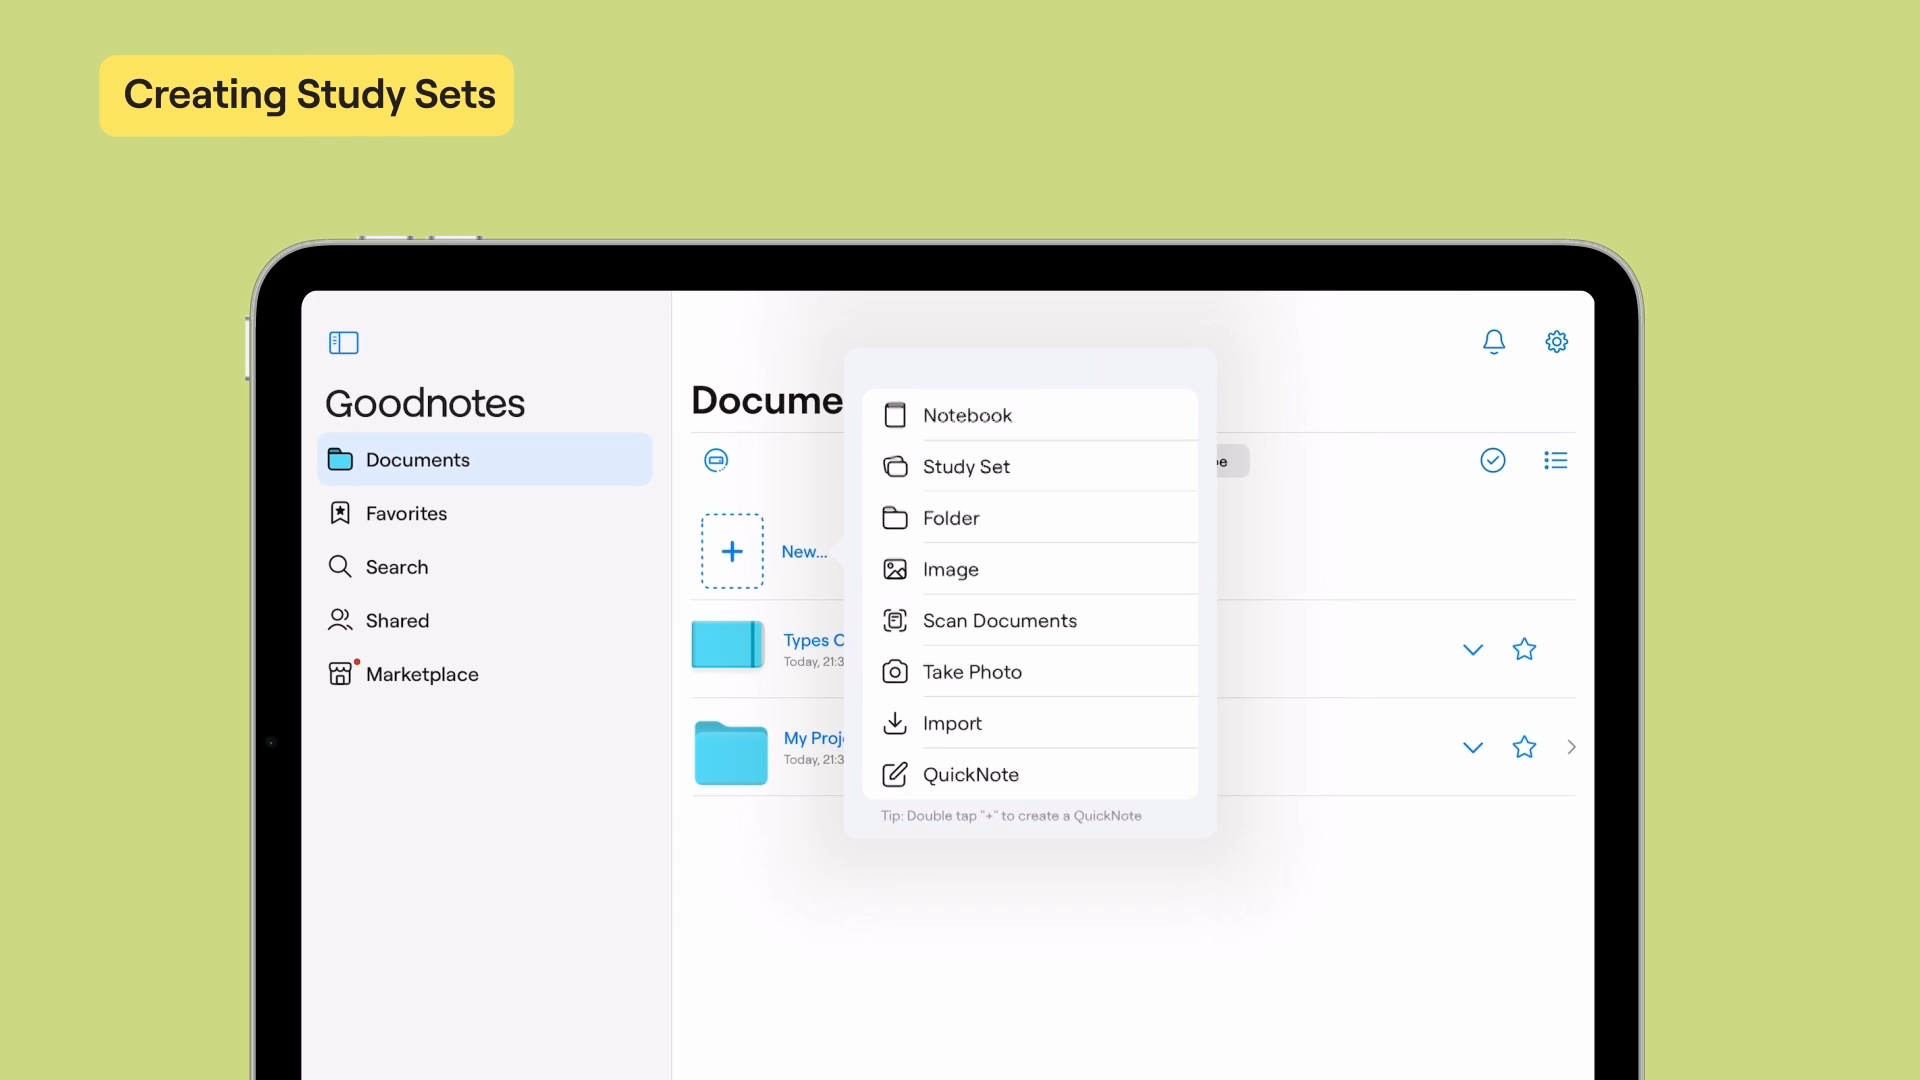 Creating Study Sets
Goodnotes
Documents
Favorites
Search
Shared
Marketplace
Docume
New...
Types
Today, 21:3
My Proj
Today, 21:3
Notebook
Study Set
Folder
Image
Scan Documents
Take Photo
Import
QuickNote
Tip: Double tap "+" to create a QuickNote